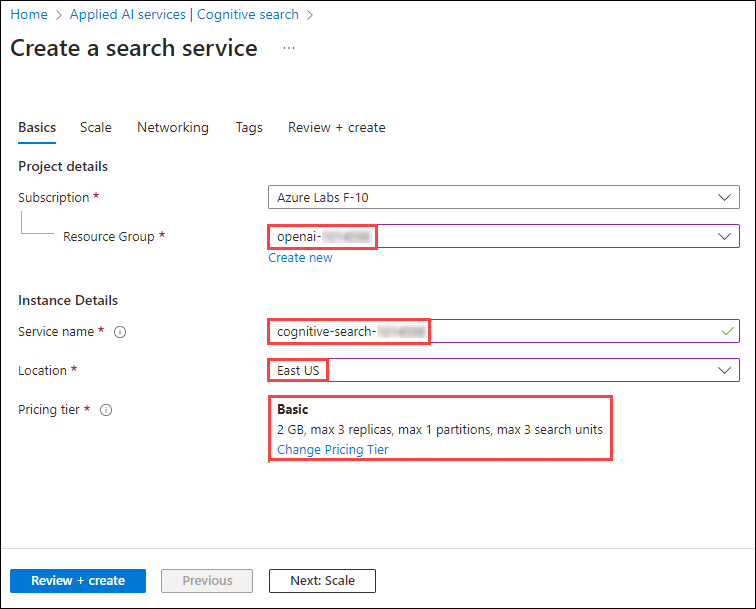 Home > Applied AI services | Cognitive search >
Create a search service ...
Basics Scale Networking Tags Review + create
Project details
Subscription * Azure Labs F-10
Resource Group * openai-
Create new
Instance Details
Service name * cognitive-search-
Location * East US
Pricing tier * Basic
2 GB, max 3 replicas, max 1 partitions, max 3 search units
Change Pricing Tier
Review + create Previous Next: Scale